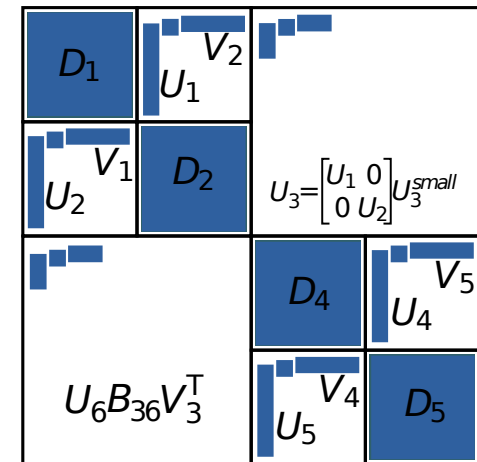 D₁
V₂
U₁
V₁
U₂
D₂
U₃=[U₁ 0
0 U₂]U₃ˢᵐᵃˡˡ
D₄
V₅
U₄
U₆B₃₆V₃ᵀ
V₄
U₅
D₅